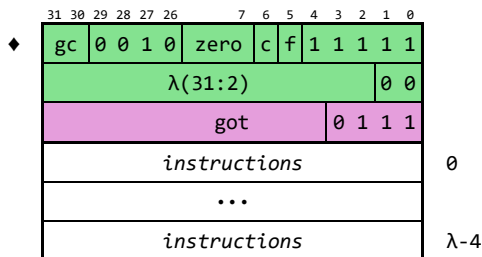 31 30 29 28 27 26 7 6 5 4 3 2 1 0
♦ gc 0 0 1 0 zero c f 1 1 1 1 1
λ(31:2) 0 0
got 0 1 1 1
instructions 0
...
instructions λ-4